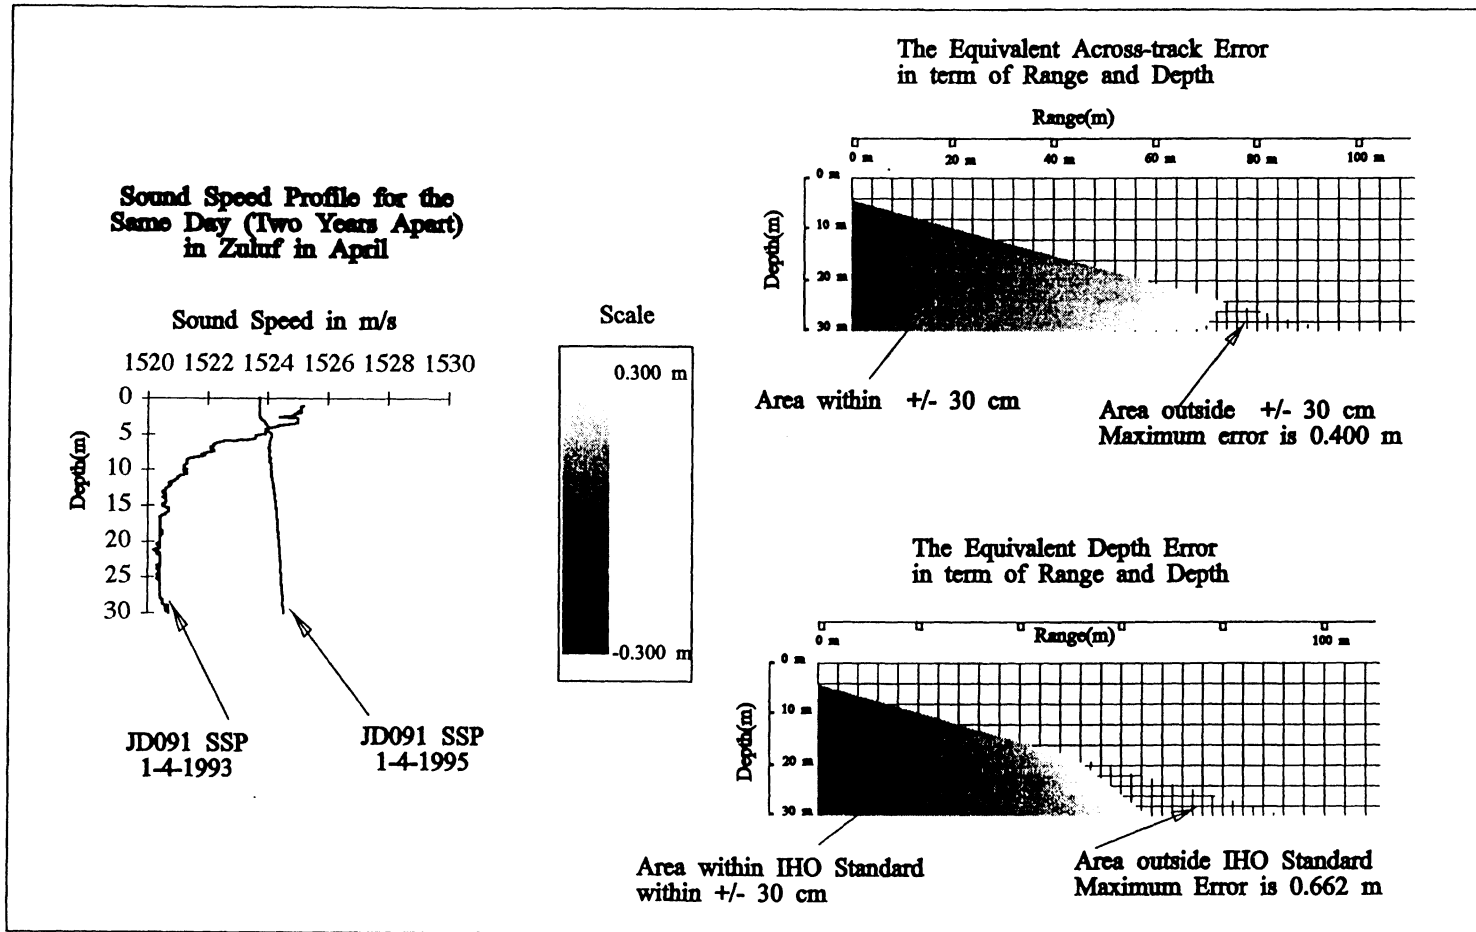 The Equivalent Across-track Error
in term of Range and Depth
Range(m)
0 m 20 m 40 m 60 m 80 m 100 m
Depth(m)
0 m
10 m
20 m
30 m
Area within +/- 30 cm
Area outside +/- 30 cm
Maximum error is 0.400 m
Sound Speed Profile for the
Same Day (Two Years Apart)
in Zuluf in April
Sound Speed in m/s
1520 1522 1524 1526 1528 1530
Depth(m)
0
5
10
15
20
25
30
JD091 SSP
1-4-1993
JD091 SSP
1-4-1995
Scale
0.300 m
-0.300 m
The Equivalent Depth Error
in term of Range and Depth
Range(m)
0 m 100 m
Depth(m)
0 m
10 m
20 m
30 m
Area within IHO Standard
within +/- 30 cm
Area outside IHO Standard
Maximum Error is 0.662 m